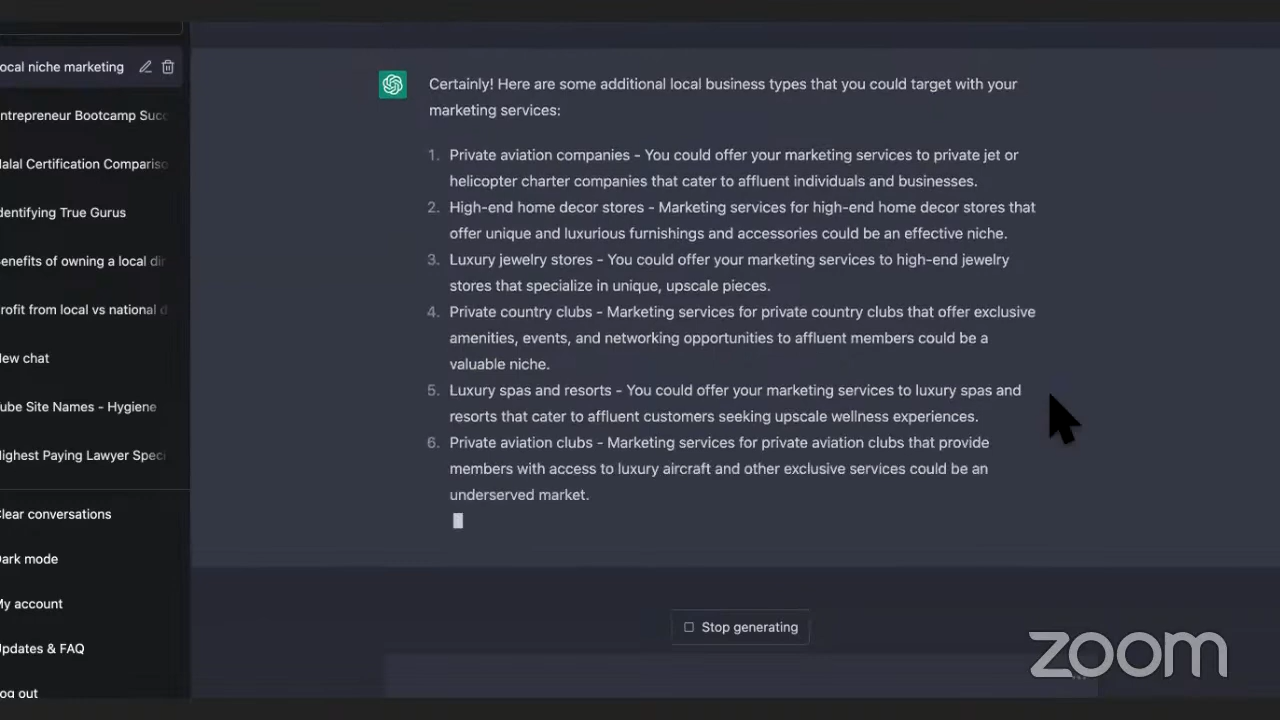 ocal niche marketing
ntrepreneur Bootcamp Succ
alal Certification Compariso
dentifying True Gurus
enefits of owning a local dir
rofit from local vs national d
ew chat
ube Site Names - Hygiene
ighest Paying Lawyer Speci
lear conversations
ark mode
My account
pdates & FAQ
og out
Certainly! Here are some additional local business types that you could target with your
marketing services:
1. Private aviation companies - You could offer your marketing services to private jet or
helicopter charter companies that cater to affluent individuals and businesses.
2. High-end home decor stores - Marketing services for high-end home decor stores that
offer unique and luxurious furnishings and accessories could be an effective niche.
3. Luxury jewelry stores - You could offer your marketing services to high-end jewelry
stores that specialize in unique, upscale pieces.
4. Private country clubs - Marketing services for private country clubs that offer exclusive
amenities, events, and networking opportunities to affluent members could be a
valuable niche.
5. Luxury spas and resorts - You could offer your marketing services to luxury spas and
resorts that cater to affluent customers seeking upscale wellness experiences.
6. Private aviation clubs - Marketing services for private aviation clubs that provide
members with access to luxury aircraft and other exclusive services could be an
underserved market.
Stop generating
zoom